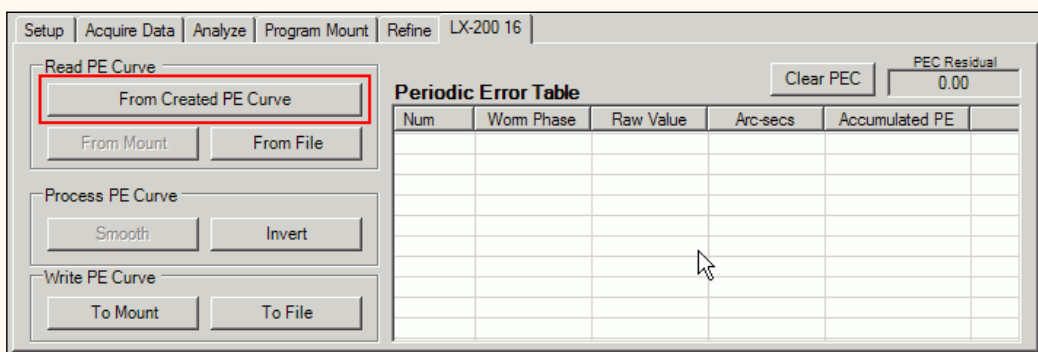 Setup Acquire Data Analyze Program Mount Refine LX-200 16
Read PE Curve
From Created PE Curve
From Mount From File
Process PE Curve
Smooth Invert
Write PE Curve
To Mount To File
Clear PEC
PEC Residual
0.00
Periodic Error Table
Num Worm Phase Raw Value Arc-secs Accumulated PE